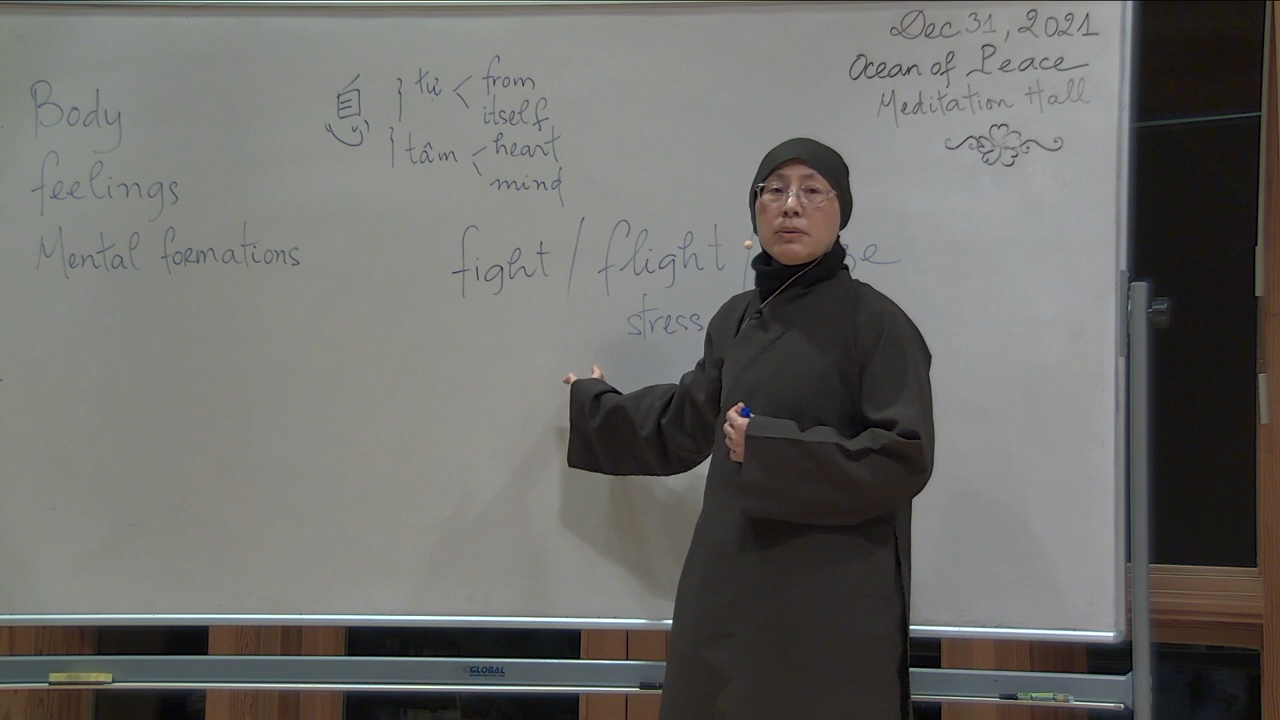 Dec 31, 2021
Ocean of Peace
Meditation Hall
Body
feelings
Mental formations
息
tự
from
itself
tâm
heart
mind
fight / flight /
stress
GLOBAL